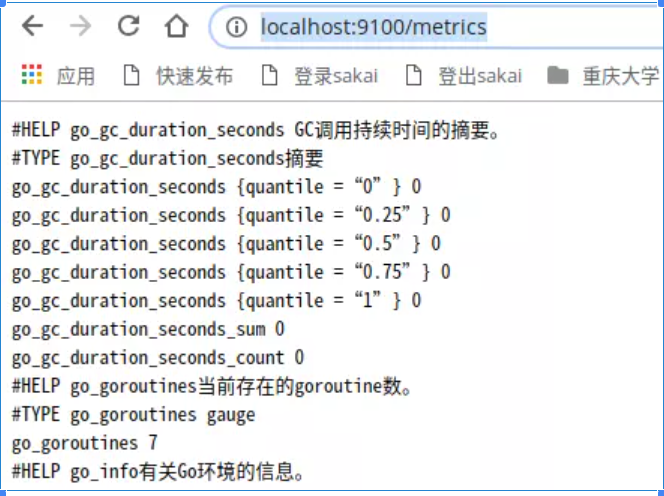 localhost:9100/metrics
应用 快速发布 登录sakai 登出sakai 重庆大学
#HELP go_gc_duration_seconds GC调用持续时间的摘要。
#TYPE go_gc_duration_seconds摘要
go_gc_duration_seconds {quantile = “0” } 0
go_gc_duration_seconds {quantile = “0.25” } 0
go_gc_duration_seconds {quantile = “0.5” } 0
go_gc_duration_seconds {quantile = “0.75” } 0
go_gc_duration_seconds {quantile = “1” } 0
go_gc_duration_seconds_sum 0
go_gc_duration_seconds_count 0
#HELP go_goroutines当前存在的goroutine数。
#TYPE go_goroutines gauge
go_goroutines 7
#HELP go_info有关Go环境的信息。